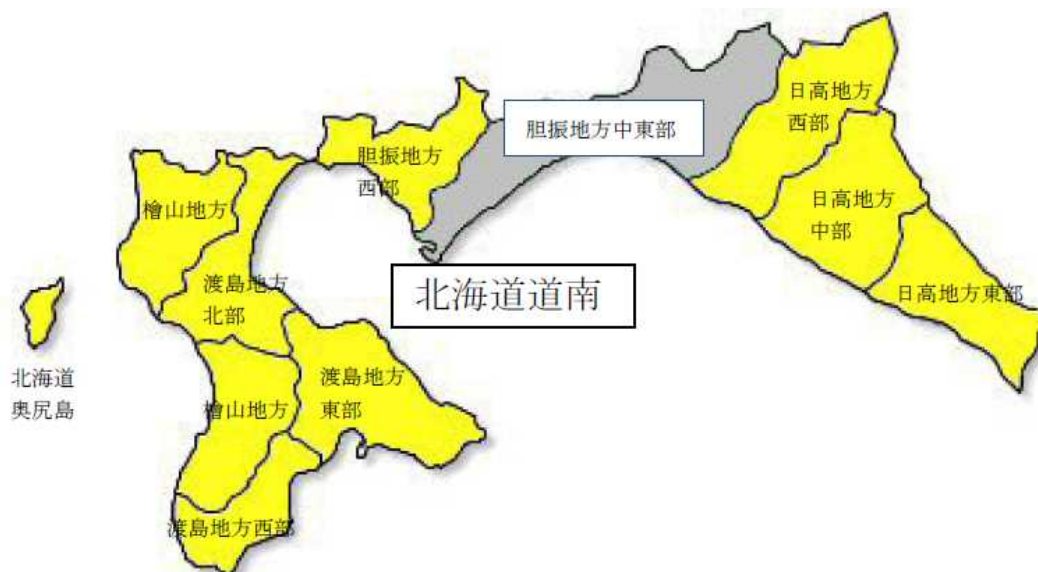 胆振地方中東部
日高地方
西部
胆振地方
西部
檜山地方
日高地方
中部
渡島地方
北部
北海道道南
日高地方東部
北海道
奥尻島
渡島地方
東部
檜山地方
渡島地方西部